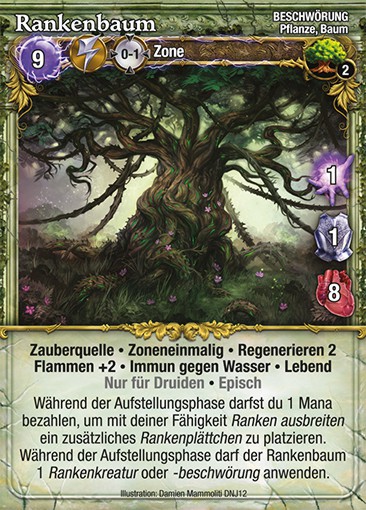 Rankenbaum
BESCHWÖRUNG
Pflanze, Baum
9
0-1
Zone
2
1
1
8
Zauberquelle • Zoneneinmalig • Regenerieren 2
Flammen +2 • Immun gegen Wasser • Lebend
Nur für Druiden • Episch
Während der Aufstellungsphase darfst du 1 Mana
bezahlen, um mit deiner Fähigkeit Ranken ausbreiten
ein zusätzliches Rankenplättchen zu platzieren.
Während der Aufstellungsphase darf der Rankenbaum
1 Rankenkreatur oder -beschwörung anwenden.
Illustration: Damien Mammoliti DNJ12